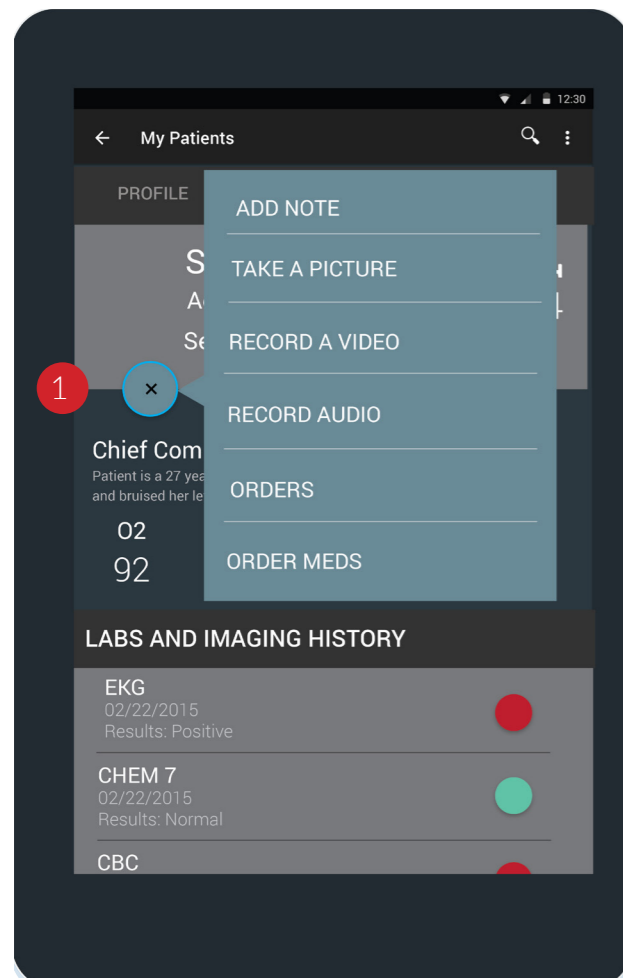 12:30
My Patients
PROFILE
ADD NOTE
TAKE A PICTURE
RECORD A VIDEO
RECORD AUDIO
ORDERS
ORDER MEDS
1
Chief Com
Patient is a 27 yea
and bruised her le
O2
92
LABS AND IMAGING HISTORY
EKG
02/22/2015
Results: Positive
CHEM 7
02/22/2015
Results: Normal
CBC